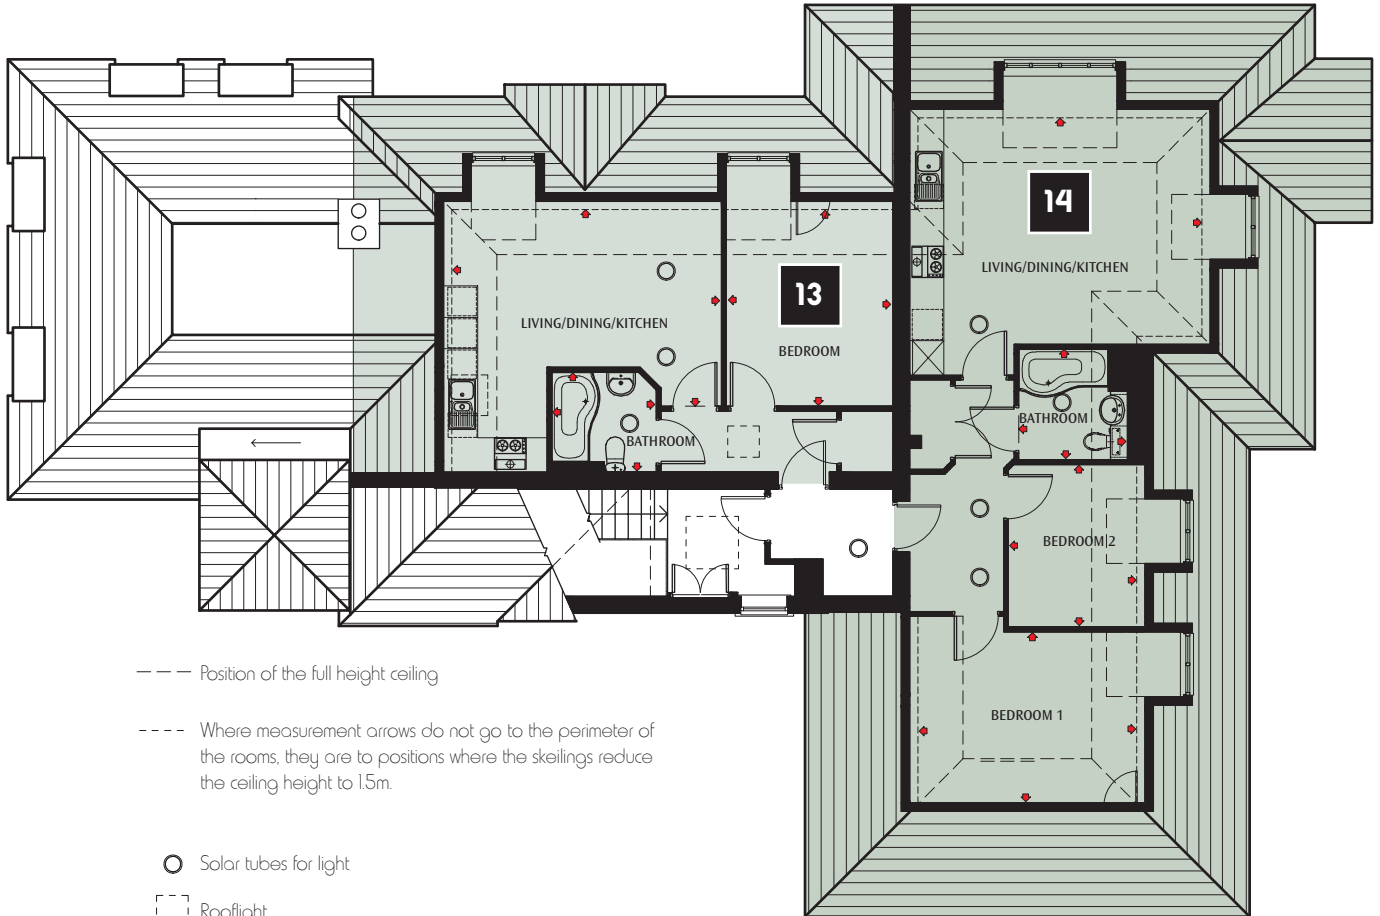 14
LIVING/DINING/KITCHEN
13
LIVING/DINING/KITCHEN
BEDROOM
BATHROOM
BATHROOM
BEDROOM 2
BEDROOM 1
Position of the full height ceiling
Where measurement arrows do not go to the perimeter of
the rooms, they are to positions where the skeilings reduce
the ceiling height to 1.5m.
Solar tubes for light
Rooflight